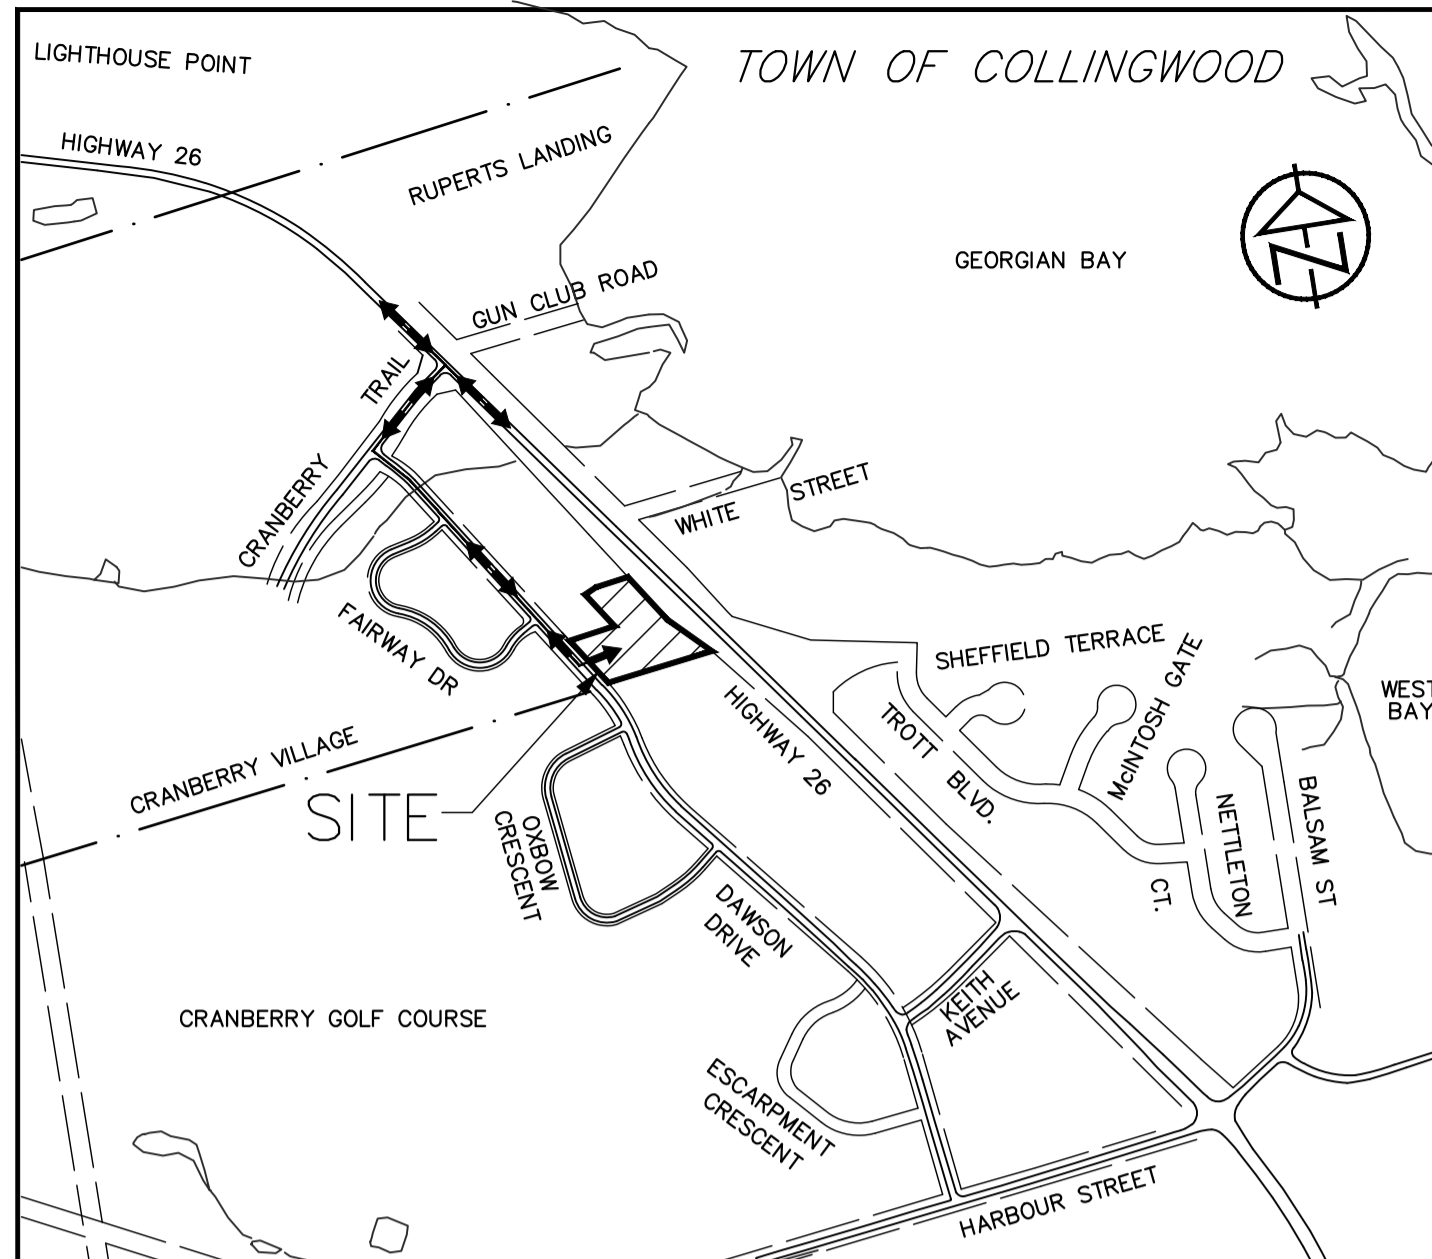 LIGHTHOUSE POINT
TOWN OF COLLINGWOOD
HIGHWAY 26
RUPERTS LANDING
GEORGIAN BAY
N
GUN CLUB ROAD
CRANBERRY TRAIL
WHITE STREET
FAIRWAY DR
SHEFFIELD TERRACE
McINTOSH GATE
WEST
BAY
HIGHWAY 26
TROTT BLVD.
CRANBERRY VILLAGE
SITE
OXBOW
CRESCENT
NETTLETON CT.
BALSAM ST
DAWSON
DRIVE
KEITH
AVENUE
CRANBERRY GOLF COURSE
ESCARPMENT
CRESCENT
HARBOUR STREET